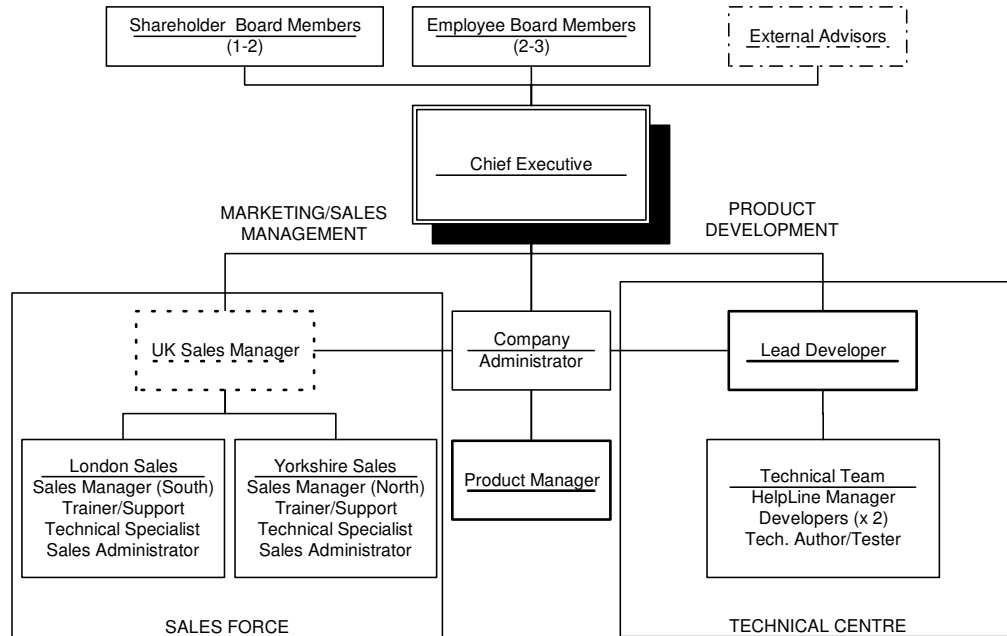 Shareholder Board Members
(1-2)
Employee Board Members
(2-3)
External Advisors
Chief Executive
MARKETING/SALES
MANAGEMENT
PRODUCT
DEVELOPMENT
UK Sales Manager
Company
Administrator
Lead Developer
London Sales
Sales Manager (South)
Trainer/Support
Technical Specialist
Sales Administrator
Yorkshire Sales
Sales Manager (North)
Trainer/Support
Technical Specialist
Sales Administrator
Product Manager
Technical Team
HelpLine Manager
Developers (x 2)
Tech. Author/Tester
SALES FORCE
TECHNICAL CENTRE